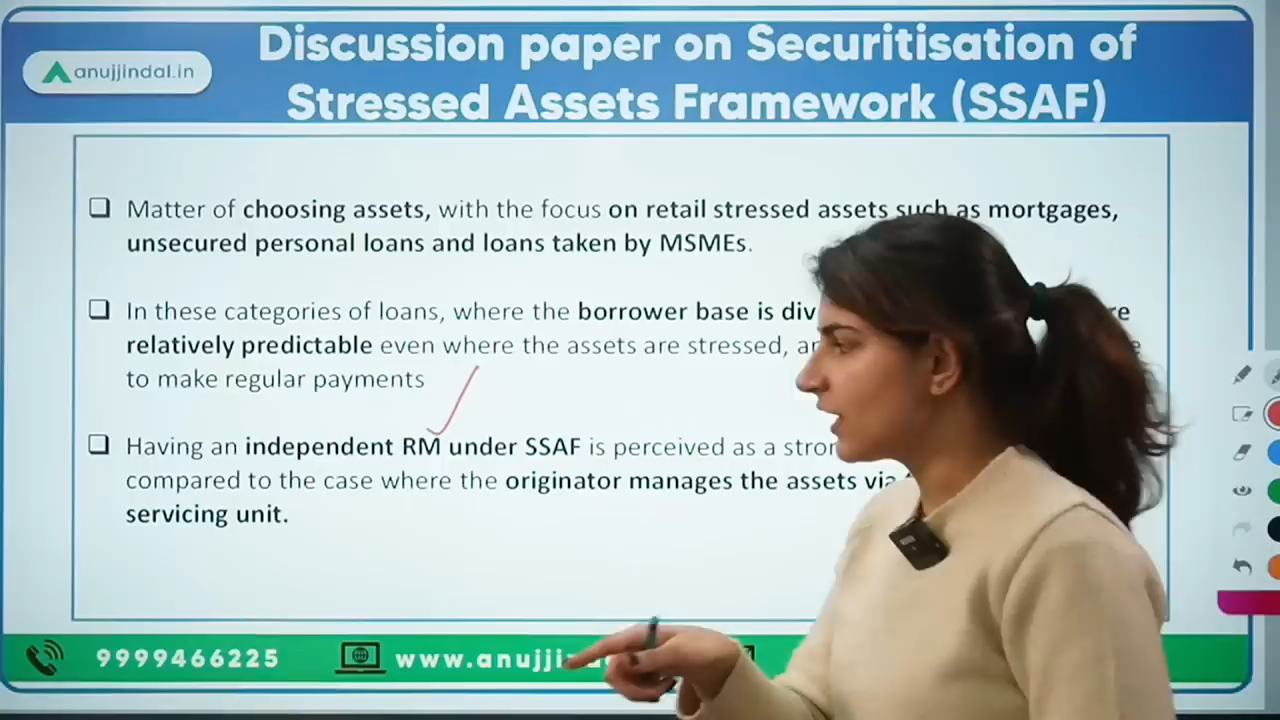 Discussion paper on Securitisation of
Stressed Assets Framework (SSAF)
anujjindal.in
❑ Matter of choosing assets, with the focus on retail stressed assets such as mortgages,
unsecured personal loans and loans taken by MSMEs.
❑ In these categories of loans, where the borrower base is
relatively predictable even where the assets are stressed,
to make regular payments
❑ Having an independent RM under SSAF is perceived as a
compared to the case where the originator manages the assets via
servicing unit.
9999466225